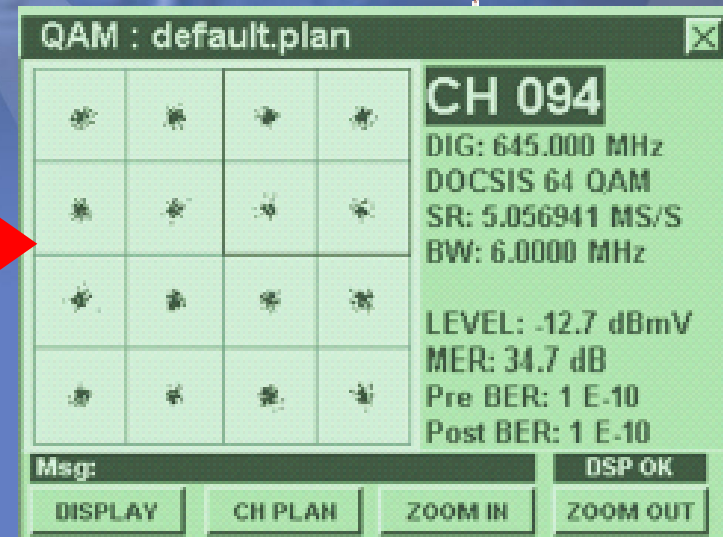 QAM : default.plan
CH 094
DIG: 645.000 MHz
DOCSIS 64 QAM
SR: 5.056941 MS/S
BW: 6.0000 MHz
LEVEL: -12.7 dBmV
MER: 34.7 dB
Pre BER: 1 E-10
Post BER: 1 E-10
Msg:
DSP OK
DISPLAY
CH PLAN
ZOOM IN
ZOOM OUT